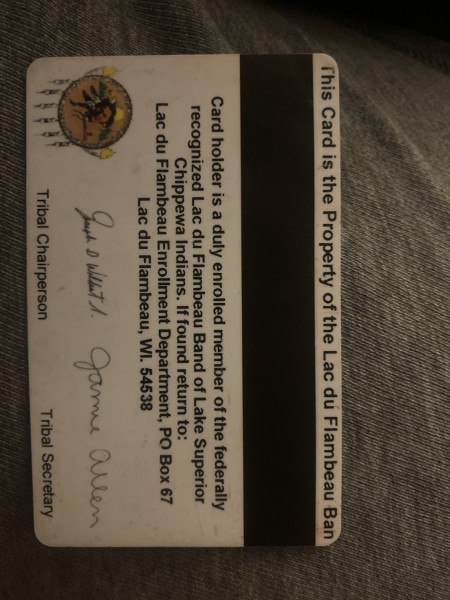 This Card is the Property of the Lac du Flambeau Ban
Card holder is a duly enrolled member of the federally
recognized Lac du Flambeau Band of Lake Superior
Chippewa Indians. If found return to:
Lac du Flambeau Enrollment Department, PO Box 67
Lac du Flambeau, WI. 54538
Jamie Allen
Tribal Chairperson Tribal Secretary